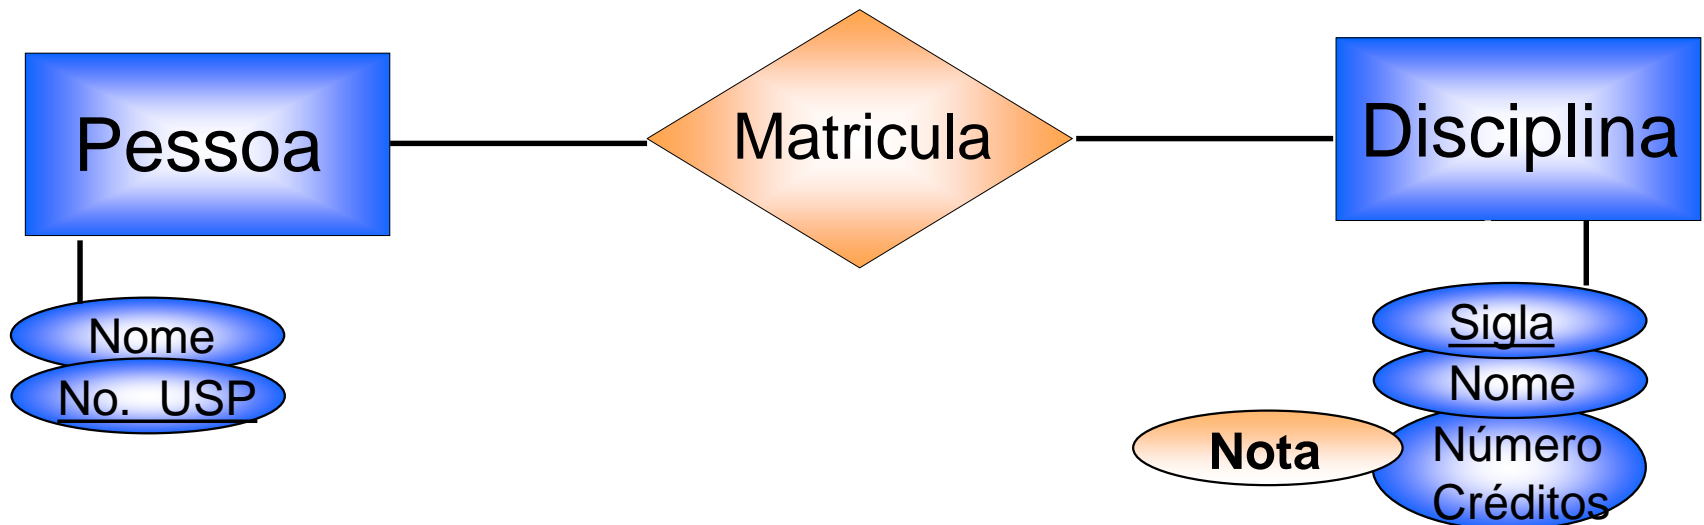 Pessoa
Matricula
Disciplina
Nome
No. USP
Sigla
Nome
Nota
Número
Créditos